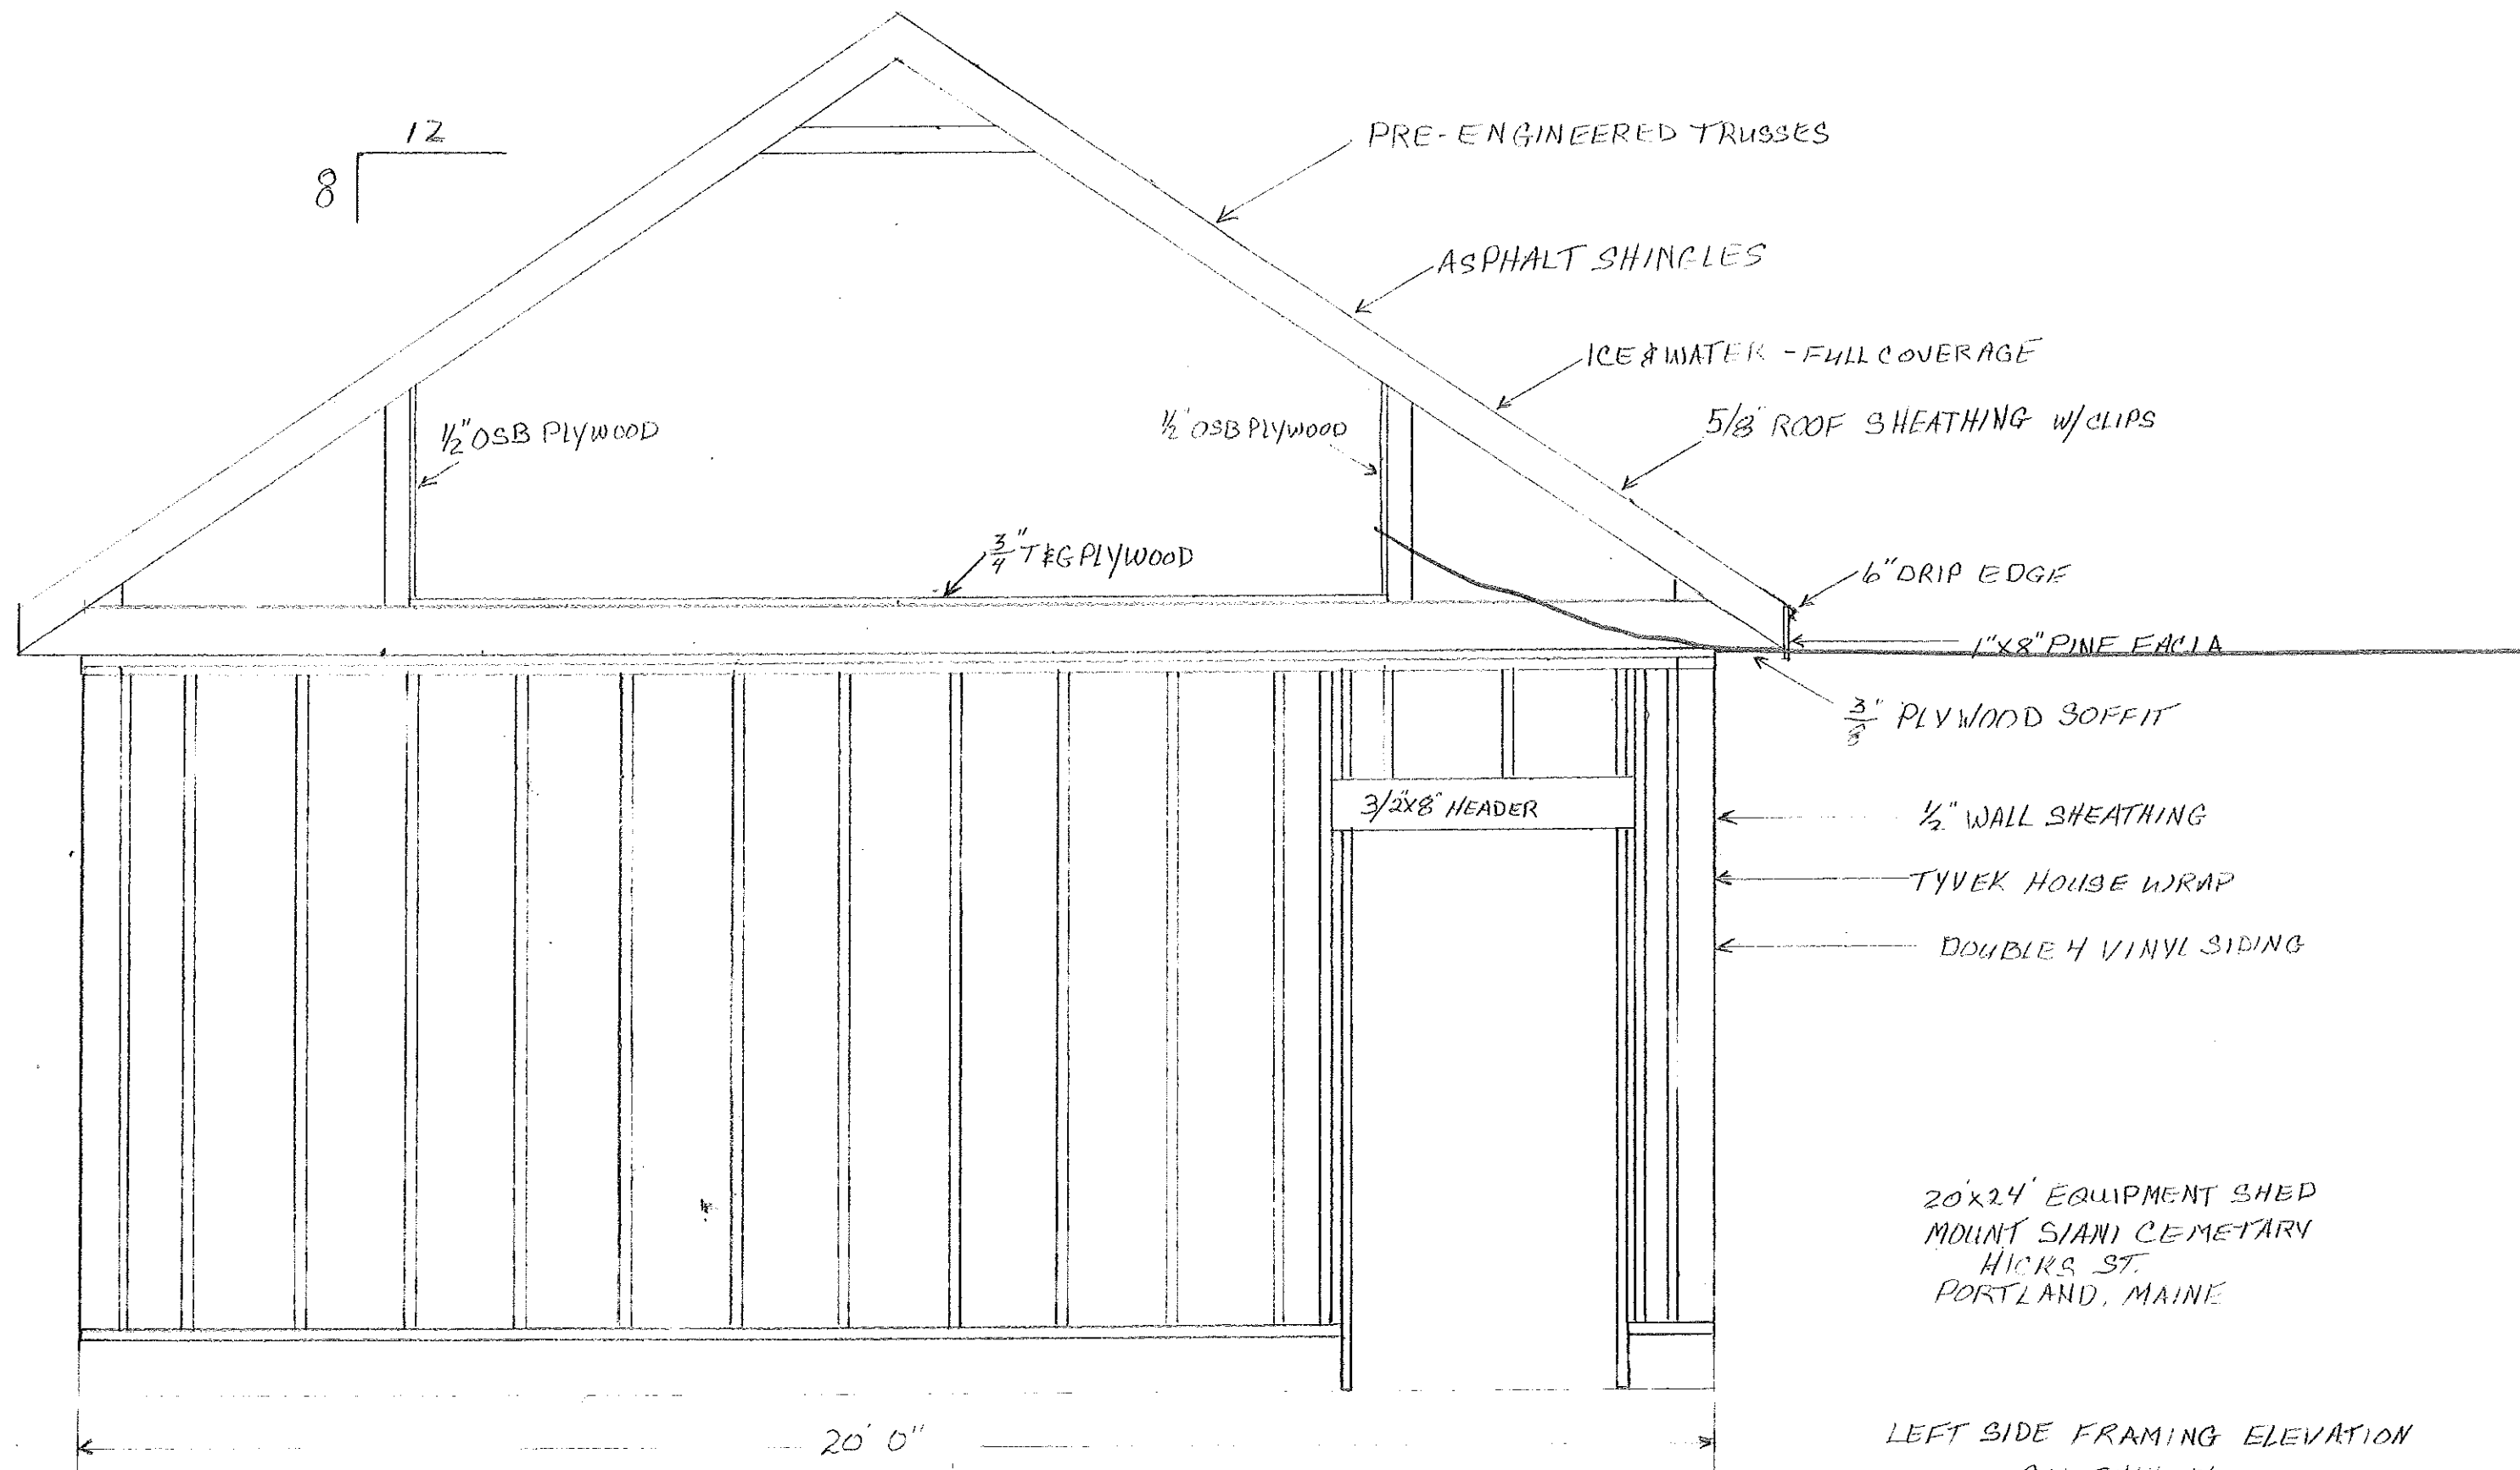 12
8
PRE-ENGINEERED TRUSSES
ASPHALT SHINGLES
ICE & WATER - FULL COVERAGE
5/8" ROOF SHEATHING W/CLIPS
1/2" OSB PLYWOOD
1/2" OSB PLYWOOD
3/4" T&G PLYWOOD
6" DRIP EDGE
1"X8" PINE FACIA
3/8" PLYWOOD SOFFIT
3/2"X8" HEADER
1/2" WALL SHEATHING
TYVEK HOUSE WRAP
DOUBLE 4 VINYL SIDING
20'X24' EQUIPMENT SHED
MOUNT SIANI CEMETARY
HICKS ST.
PORTLAND, MAINE
20' 0"
LEFT SIDE FRAMING ELEVATION